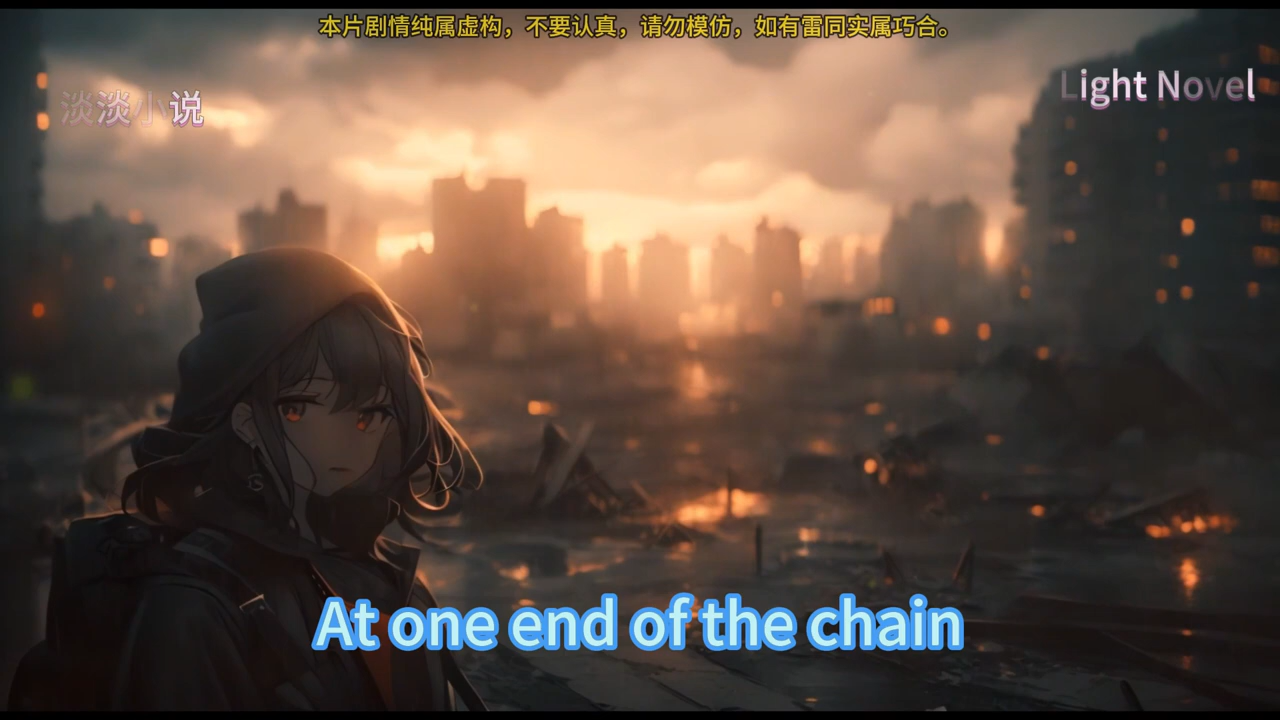 本片剧情纯属虚构，不要认真，请勿模仿，如有雷同实属巧合。
淡淡小说
Light Novel
At one end of the chain